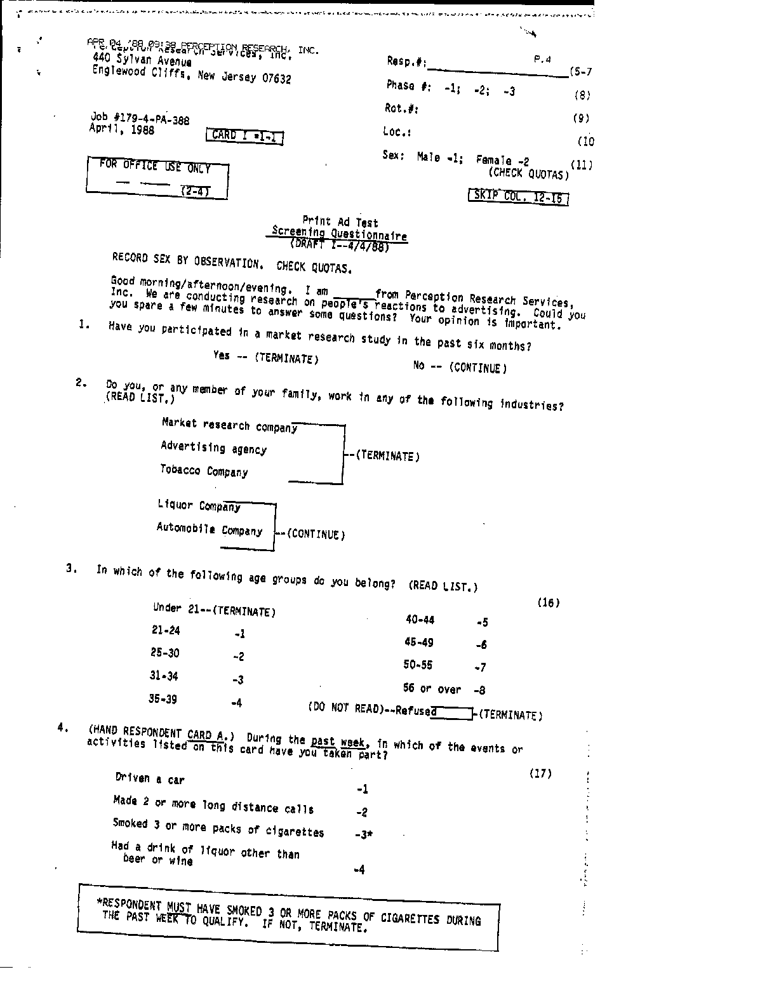 APR 04 '88 09:38 PERCEPTION RESEARCH, INC.
Perception Research Services, Inc.
440 Sylvan Avenue
Englewood Cliffs, New Jersey 07632
P.4
Resp.#: (5-7
Phase #: -1; -2; -3 (8)
Rot.#: (9)
Loc.: (10
Sex: Male -1; Female -2 (11)
(CHECK QUOTAS)
Job #179-4-PA-388
April, 1988
CARD I =1-1
FOR OFFICE USE ONLY
__ __ __ (2-4)
SKIP COL. 12-15
Print Ad Test
Screening Questionnaire
(DRAFT I--4/4/88)
RECORD SEX BY OBSERVATION. CHECK QUOTAS.
Good morning/afternoon/evening. I am ______from Perception Research Services,
Inc. We are conducting research on people's reactions to advertising. Could you
you spare a few minutes to answer some questions? Your opinion is important.
1. Have you participated in a market research study in the past six months?
Yes -- (TERMINATE) No -- (CONTINUE)
2. Do you, or any member of your family, work in any of the following industries?
(READ LIST.)
Market research company
Advertising agency --(TERMINATE)
Tobacco Company
Liquor Company
Automobile Company --(CONTINUE)
3. In which of the following age groups do you belong? (READ LIST.)
(16)
Under 21--(TERMINATE) 40-44 -5
21-24 -1 45-49 -6
25-30 -2 50-55 -7
31-34 -3 56 or over -8
35-39 -4 (DO NOT READ)--Refused --(TERMINATE)
4. (HAND RESPONDENT CARD A.) During the past week, in which of the events or
activities listed on this card have you taken part?
(17)
Driven a car -1
Made 2 or more long distance calls -2
Smoked 3 or more packs of cigarettes -3*
Had a drink of liquor other than
beer or wine -4
*RESPONDENT MUST HAVE SMOKED 3 OR MORE PACKS OF CIGARETTES DURING
THE PAST WEEK TO QUALIFY. IF NOT, TERMINATE.